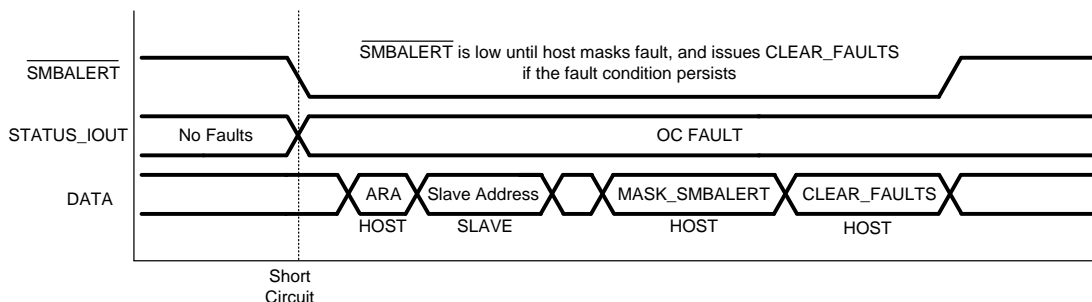 SMBALERT is low until host masks fault, and issues CLEAR_FAULTS
if the fault condition persists
SMBALERT
STATUS_IOUT
No Faults
OC FAULT
DATA
ARA
Slave Address
MASK_SMBALERT
CLEAR_FAULTS
HOST
SLAVE
HOST
HOST
Short
Circuit